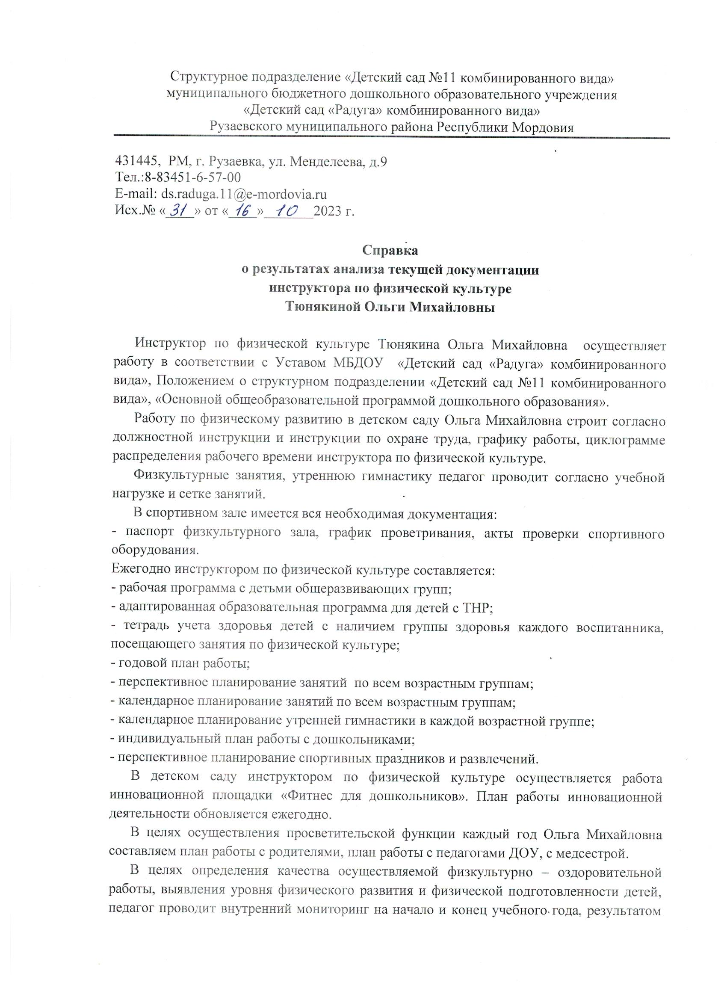 Структурное подразделение «Детский сад №11 комбинированного вида»
муниципального бюджетного дошкольного образовательного учреждения
«Детский сад «Радуга» комбинированного вида»
Рузаевского муниципального района Республики Мордовия
431445, РМ, г. Рузаевка, ул. Менделеева, д.9
Тел.:8-83451-6-57-00
E-mail: ds.raduga.11@e-mordovia.ru
Исх.№ «31» от «16» 10 2023 г.
Справка
о результатах анализа текущей документации
инструктора по физической культуре
Тюнякиной Ольги Михайловны
Инструктор по физической культуре Тюнякина Ольга Михайловна осуществляет
работу в соответствии с Уставом МБДОУ «Детский сад «Радуга» комбинированного
вида», Положением о структурном подразделении «Детский сад №11 комбинированного
вида», «Основной общеобразовательной программой дошкольного образования».
Работу по физическому развитию в детском саду Ольга Михайловна строит согласно
должностной инструкции и инструкции по охране труда, графику работы, циклограмме
распределения рабочего времени инструктора по физической культуре.
Физкультурные занятия, утреннюю гимнастику педагог проводит согласно учебной
нагрузке и сетке занятий.
В спортивном зале имеется вся необходимая документация:
- паспорт физкультурного зала, график проветривания, акты проверки спортивного
оборудования.
Ежегодно инструктором по физической культуре составляется:
- рабочая программа с детьми общеразвивающих групп;
- адаптированная образовательная программа для детей с ТНР;
- тетрадь учета здоровья детей с наличием группы здоровья каждого воспитанника,
посещающего занятия по физической культуре;
- годовой план работы;
- перспективное планирование занятий по всем возрастным группам;
- календарное планирование занятий по всем возрастным группам;
- календарное планирование утренней гимнастики в каждой возрастной группе;
- индивидуальный план работы с дошкольниками;
- перспективное планирование спортивных праздников и развлечений.
В детском саду инструктором по физической культуре осуществляется работа
инновационной площадки «Фитнес для дошкольников». План работы инновационной
деятельности обновляется ежегодно.
В целях осуществления просветительской функции каждый год Ольга Михайловна
составляем план работы с родителями, план работы с педагогами ДОУ, с медсестрой.
В целях определения качества осуществляемой физкультурно – оздоровительной
работы, выявления уровня физического развития и физической подготовленности детей,
педагог проводит внутренний мониторинг на начало и конец учебного года, результатом